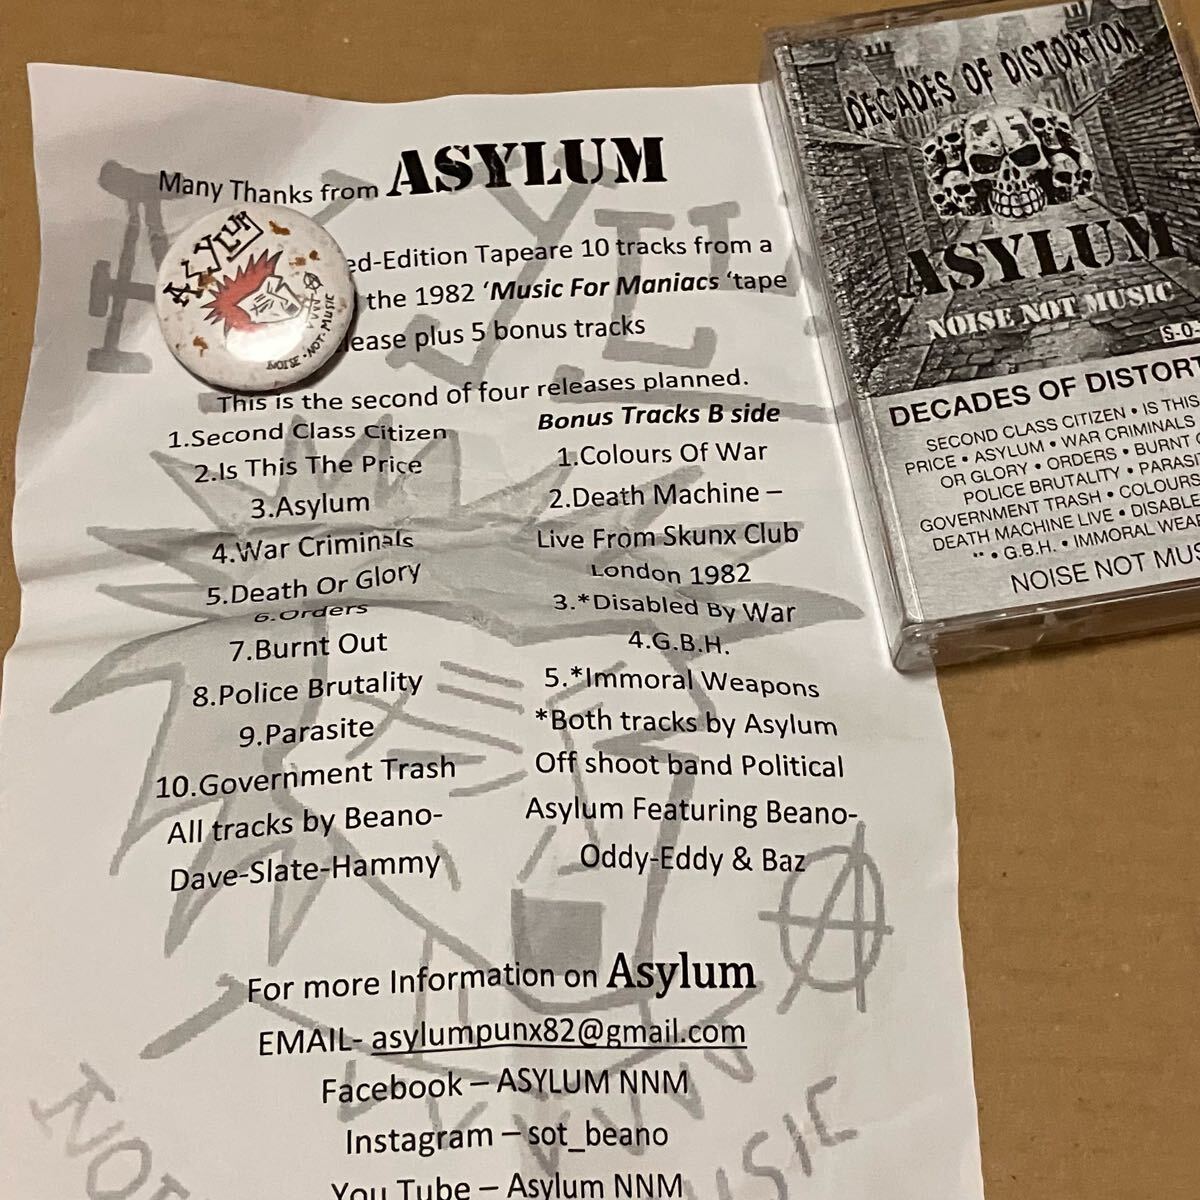 Many Thanks from ASYLUM
ed-Edition Tapeare 10 tracks from a
the 1982 ‘Music For Maniacs ‘tape
lease plus 5 bonus tracks
This is the second of four releases planned.
1.Second Class Citizen
2.Is This The Price
3.Asylum
4.War Criminals
5.Death Or Glory
6.Orders
7.Burnt Out
8.Police Brutality
9.Parasite
10.Government Trash
All tracks by Beano-
Dave-Slate-Hammy
Bonus Tracks B side
1.Colours Of War
2.Death Machine –
Live From Skunx Club
London 1982
3.*Disabled By War
4.G.B.H.
5.*Immoral Weapons
*Both tracks by Asylum
Off shoot band Political
Asylum Featuring Beano-
Oddy-Eddy & Baz
For more Information on Asylum
EMAIL- asylumpunx82@gmail.com
Facebook – ASYLUM NNM
Instagram – sot_beano
You Tube – Asylum NNM
ASYLUM
NOISE-NOT-MUSIC
DECADES OF DISTORTION
ASYLUM
NOISE NOT MUSIC
S-O-
DECADES OF DISTORT
SECOND CLASS CITIZEN • IS THIS
PRICE • ASYLUM • WAR CRIMINALS
OR GLORY • ORDERS • BURNT
POLICE BRUTALITY • PARASI
GOVERNMENT TRASH • COLOURS
DEATH MACHINE LIVE • DISABLE
• G.B.H. • IMMORAL WEA
NOISE NOT MUS